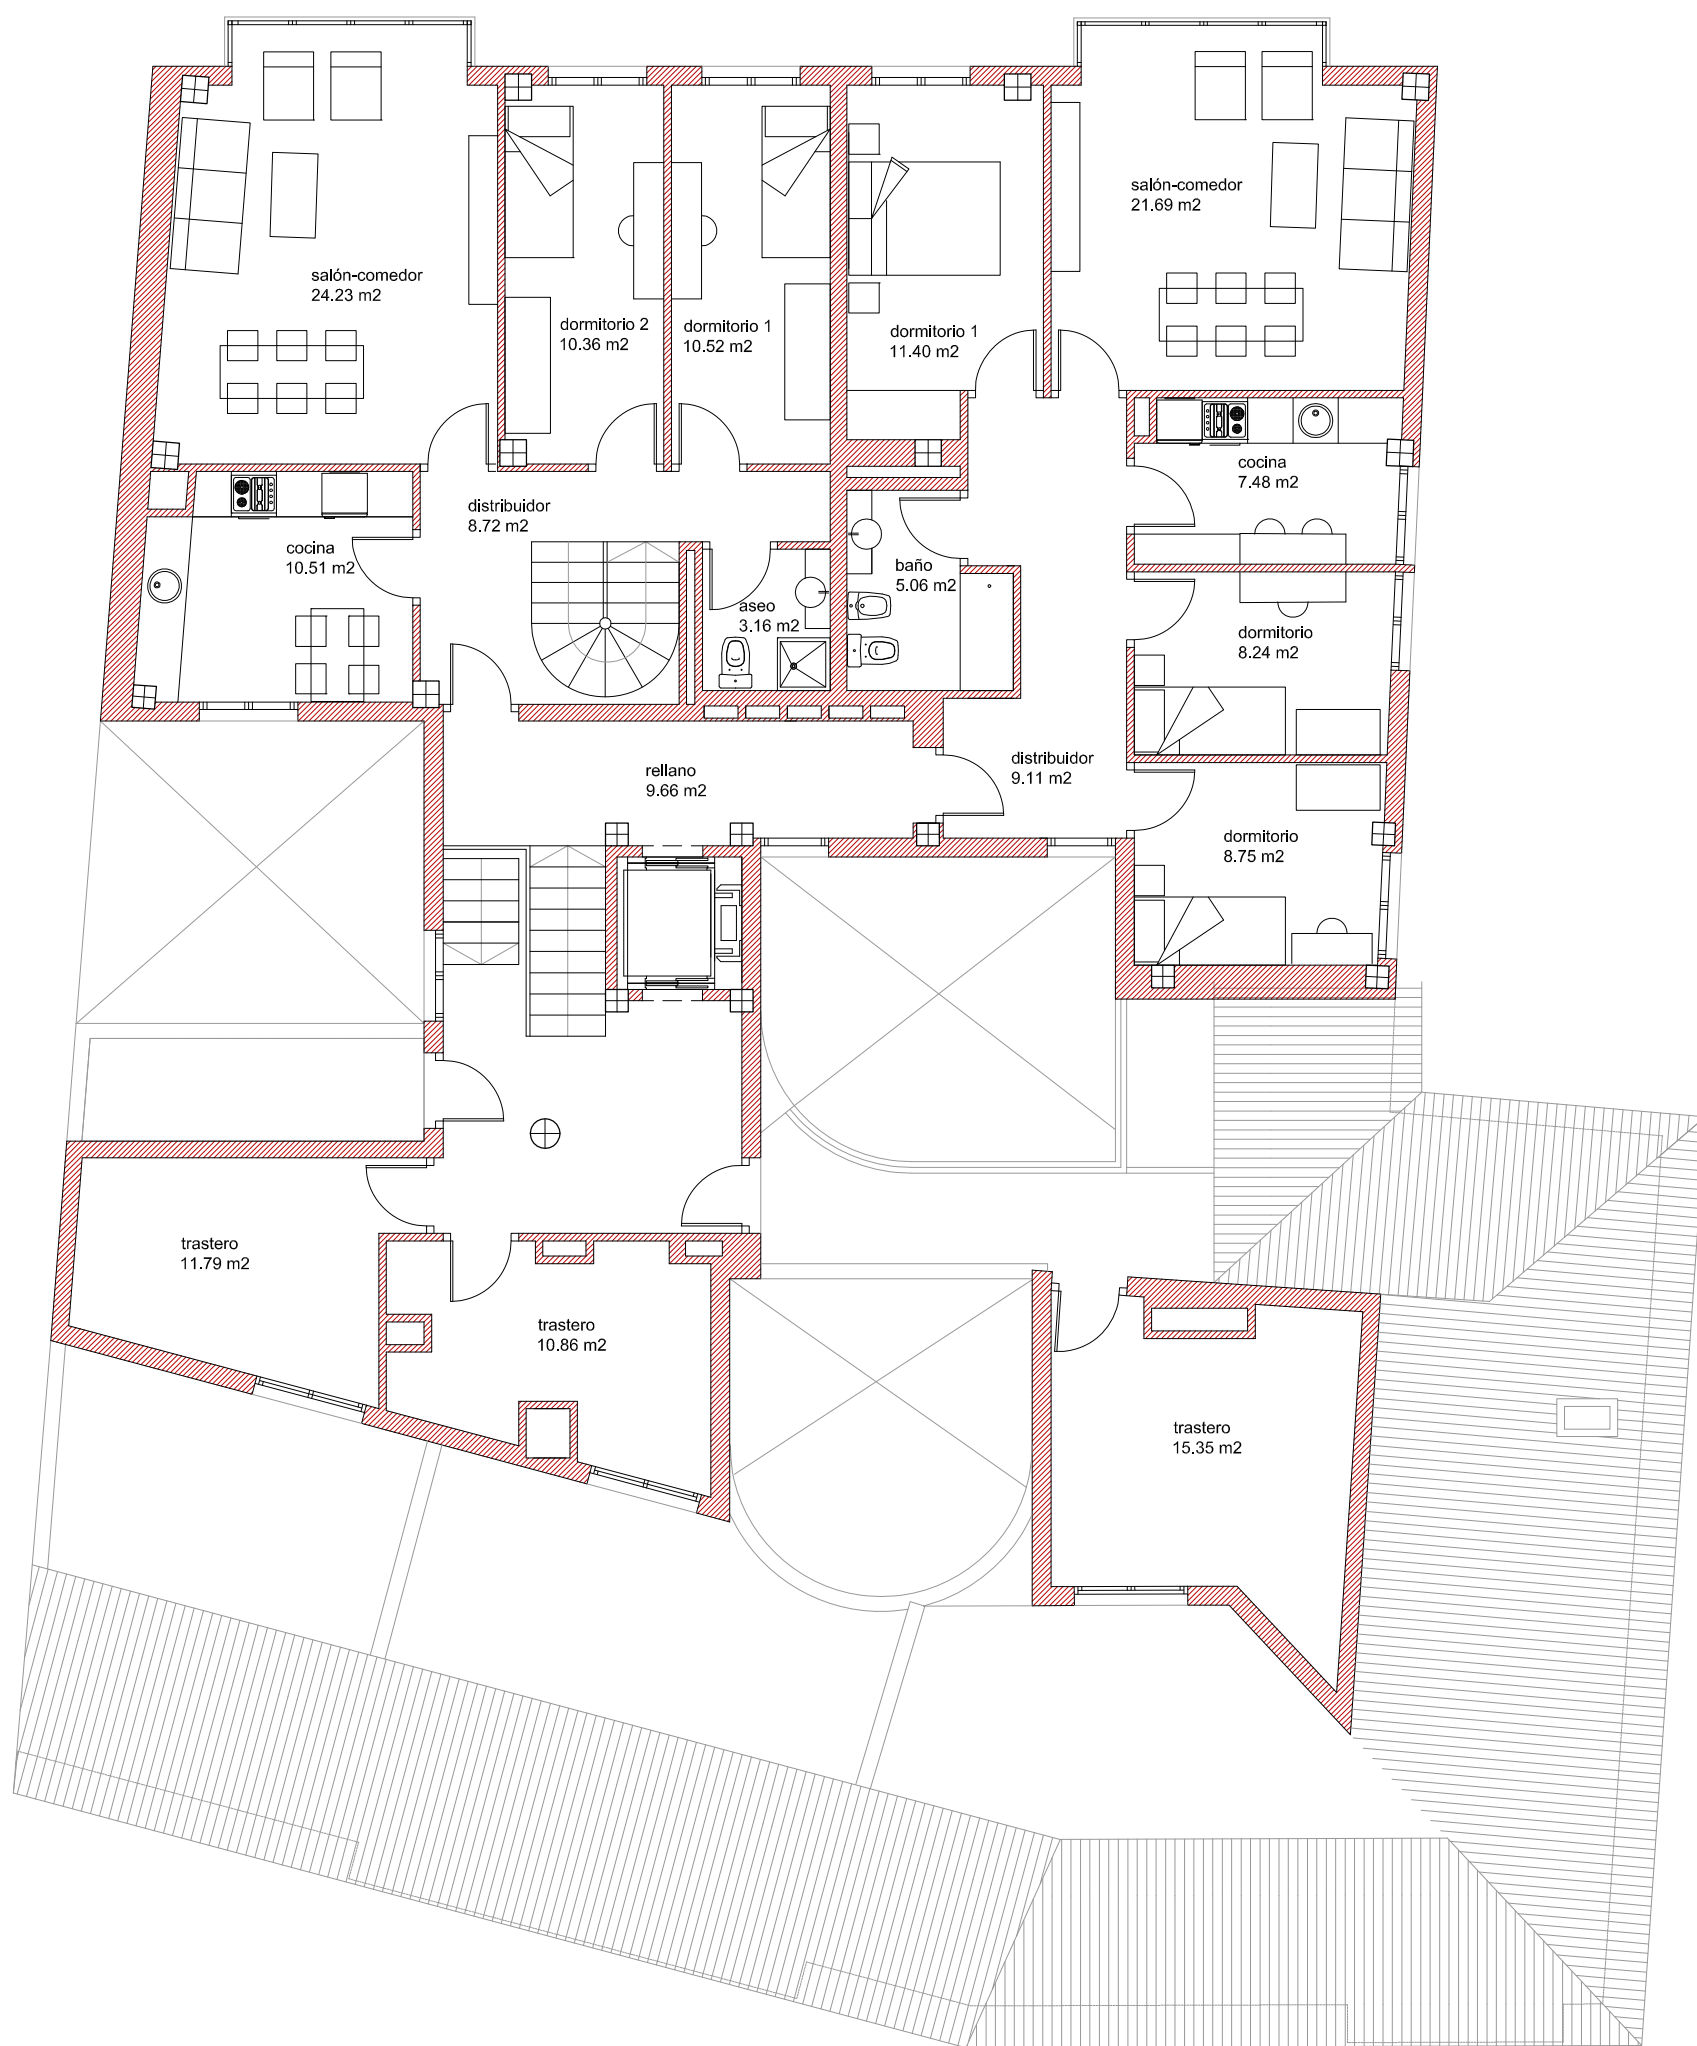 salón-comedor
24.23 m2
dormitorio 2
10.36 m2
dormitorio 1
10.52 m2
dormitorio 1
11.40 m2
salón-comedor
21.69 m2
cocina
7.48 m2
distribuidor
8.72 m2
cocina
10.51 m2
baño
5.06 m2
aseo
3.16 m2
dormitorio
8.24 m2
rellano
9.66 m2
distribuidor
9.11 m2
dormitorio
8.75 m2
trastero
11.79 m2
trastero
10.86 m2
trastero
15.35 m2